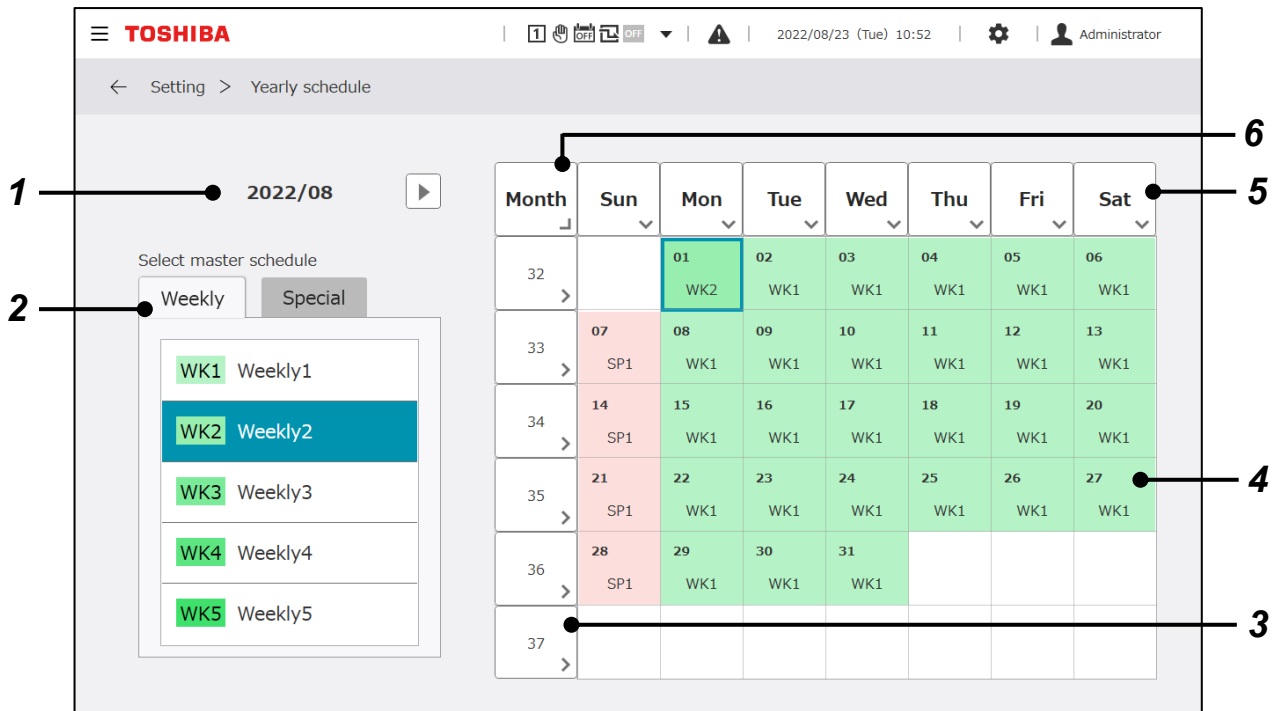 TOSHIBA 1 OFF OFF 2022/08/23 (Tue) 10:52 Administrator
← Setting > Yearly schedule
6
1
2022/08
5
Month Sun Mon Tue Wed Thu Fri Sat
Select master schedule
2
Weekly Special
WK1 Weekly1
WK2 Weekly2
WK3 Weekly3
WK4 Weekly4
WK5 Weekly5
32
01 02 03 04 05 06
WK2 WK1 WK1 WK1 WK1 WK1
33
07 08 09 10 11 12 13
SP1 WK1 WK1 WK1 WK1 WK1 WK1
34
14 15 16 17 18 19 20
SP1 WK1 WK1 WK1 WK1 WK1 WK1
35
21 22 23 24 25 26 27
SP1 WK1 WK1 WK1 WK1 WK1 WK1
4
36
28 29 30 31
SP1 WK1 WK1 WK1
37
3